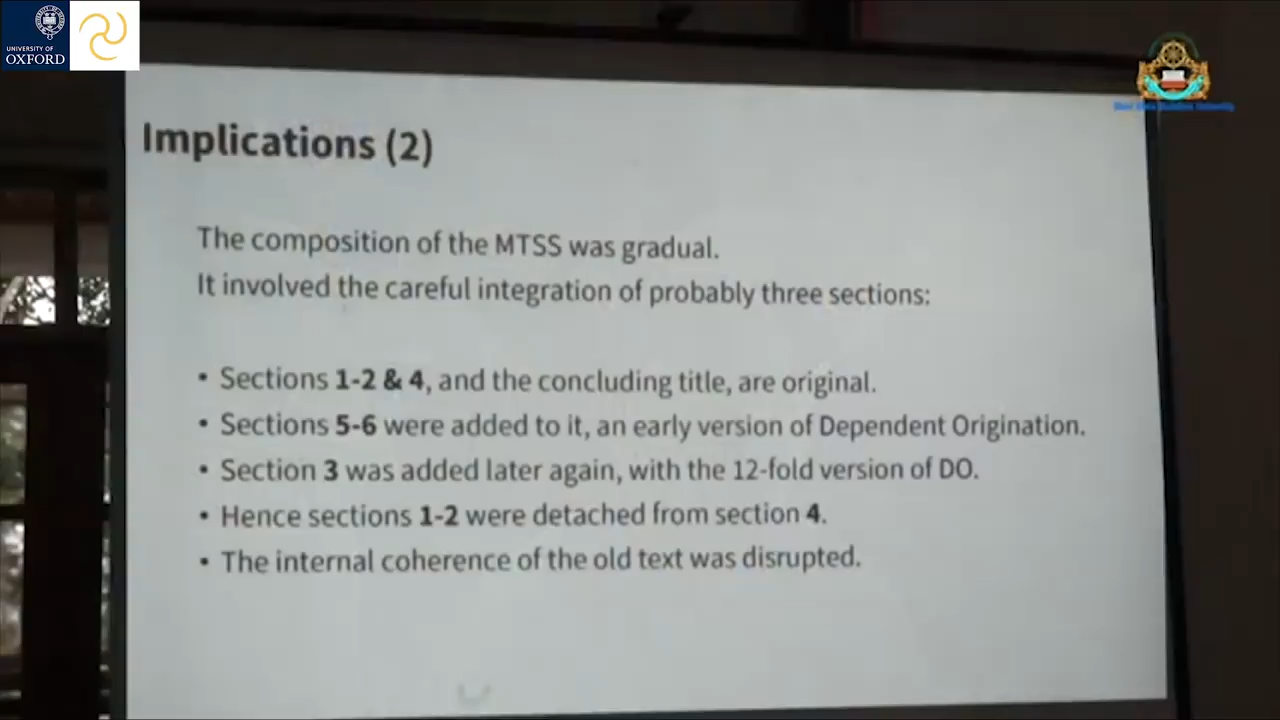 UNIVERSITY OF
OXFORD
Implications (2)
The composition of the MTSS was gradual.
It involved the careful integration of probably three sections:
• Sections 1-2 & 4, and the concluding title, are original.
• Sections 5-6 were added to it, an early version of Dependent Origination.
• Section 3 was added later again, with the 12-fold version of DO.
• Hence sections 1-2 were detached from section 4.
• The internal coherence of the old text was disrupted.